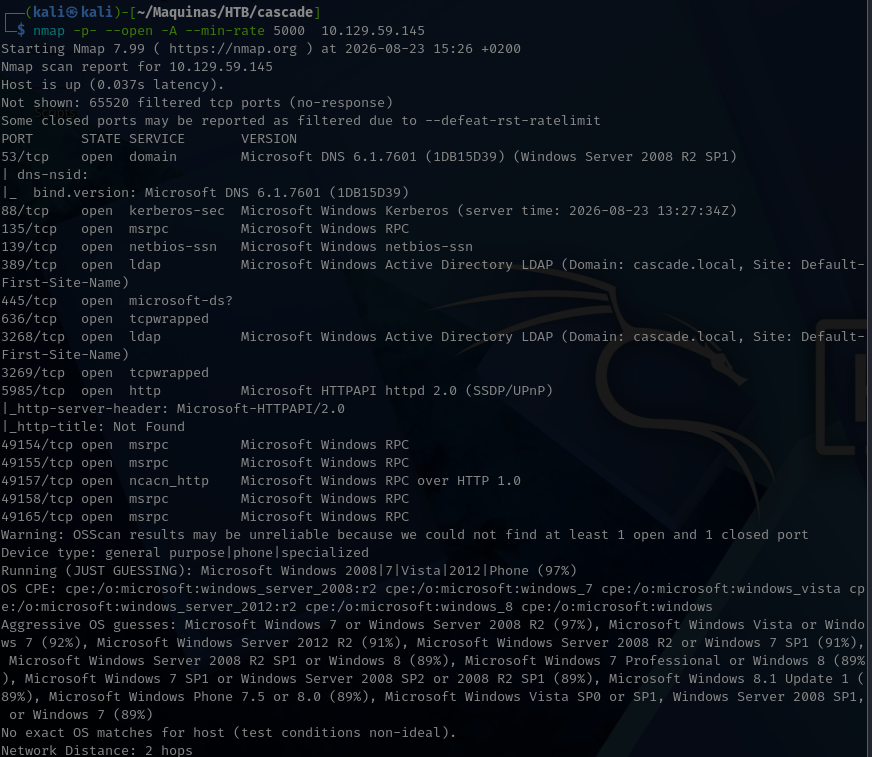 ┌──(kali㉿kali)-[~/Maquinas/HTB/cascade]
└─$ nmap -p- --open -A --min-rate 5000  10.129.59.145
Starting Nmap 7.99 ( https://nmap.org ) at 2026-08-23 15:26 +0200
Nmap scan report for 10.129.59.145
Host is up (0.037s latency).
Not shown: 65520 filtered tcp ports (no-response)
Some closed ports may be reported as filtered due to --defeat-rst-ratelimit
PORT      STATE SERVICE       VERSION
53/tcp    open  domain        Microsoft DNS 6.1.7601 (1DB15D39) (Windows Server 2008 R2 SP1)
| dns-nsid:
|_  bind.version: Microsoft DNS 6.1.7601 (1DB15D39)
88/tcp    open  kerberos-sec  Microsoft Windows Kerberos (server time: 2026-08-23 13:27:34Z)
135/tcp   open  msrpc         Microsoft Windows RPC
139/tcp   open  netbios-ssn   Microsoft Windows netbios-ssn
389/tcp   open  ldap          Microsoft Windows Active Directory LDAP (Domain: cascade.local, Site: Default-
First-Site-Name)
445/tcp   open  microsoft-ds?
636/tcp   open  tcpwrapped
3268/tcp  open  ldap          Microsoft Windows Active Directory LDAP (Domain: cascade.local, Site: Default-
First-Site-Name)
3269/tcp  open  tcpwrapped
5985/tcp  open  http          Microsoft HTTPAPI httpd 2.0 (SSDP/UPnP)
|_http-server-header: Microsoft-HTTPAPI/2.0
|_http-title: Not Found
49154/tcp open  msrpc         Microsoft Windows RPC
49155/tcp open  msrpc         Microsoft Windows RPC
49157/tcp open  ncacn_http    Microsoft Windows RPC over HTTP 1.0
49158/tcp open  msrpc         Microsoft Windows RPC
49165/tcp open  msrpc         Microsoft Windows RPC
Warning: OSScan results may be unreliable because we could not find at least 1 open and 1 closed port
Device type: general purpose|phone|specialized
Running (JUST GUESSING): Microsoft Windows 2008|7|Vista|2012|Phone (97%)
OS CPE: cpe:/o:microsoft:windows_server_2008:r2 cpe:/o:microsoft:windows_7 cpe:/o:microsoft:windows_vista cp
e:/o:microsoft:windows_server_2012:r2 cpe:/o:microsoft:windows_8 cpe:/o:microsoft:windows
Aggressive OS guesses: Microsoft Windows 7 or Windows Server 2008 R2 (97%), Microsoft Windows Vista or Windo
ws 7 (92%), Microsoft Windows Server 2012 R2 (91%), Microsoft Windows Server 2008 R2 or Windows 7 SP1 (91%),
 Microsoft Windows Server 2008 R2 SP1 or Windows 8 (89%), Microsoft Windows 7 Professional or Windows 8 (89%
), Microsoft Windows 7 SP1 or Windows Server 2008 SP2 or 2008 R2 SP1 (89%), Microsoft Windows 8.1 Update 1 (
89%), Microsoft Windows Phone 7.5 or 8.0 (89%), Microsoft Windows Vista SP0 or SP1, Windows Server 2008 SP1,
 or Windows 7 (89%)
No exact OS matches for host (test conditions non-ideal).
Network Distance: 2 hops